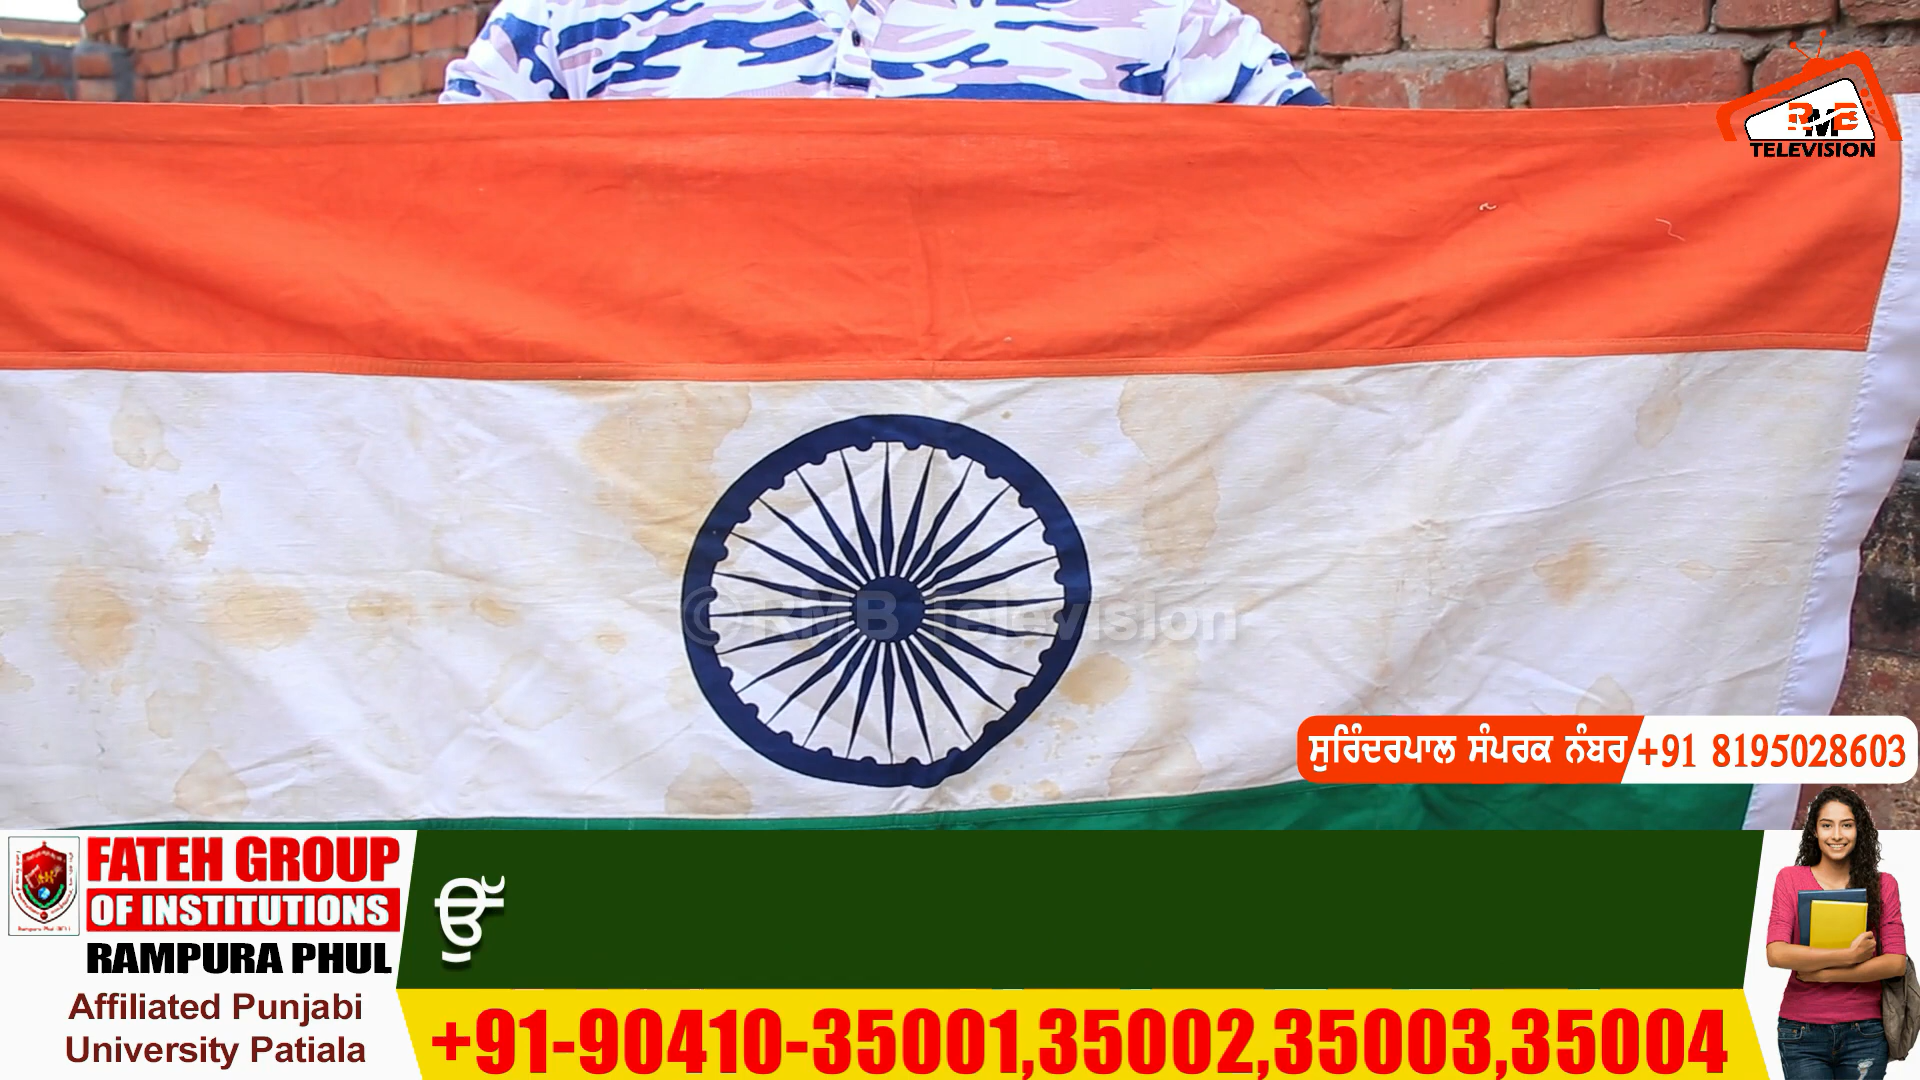 RMB
TELEVISION
©RMB Television
ਸੁਰਿੰਦਰਪਾਲ ਸੰਪਰਕ ਨੰਬਰ +91 8195028603
FATEH GROUP
OF INSTITUTIONS
RAMPURA PHUL
Affiliated Punjabi
University Patiala
+91-90410-35001,35002,35003,35004